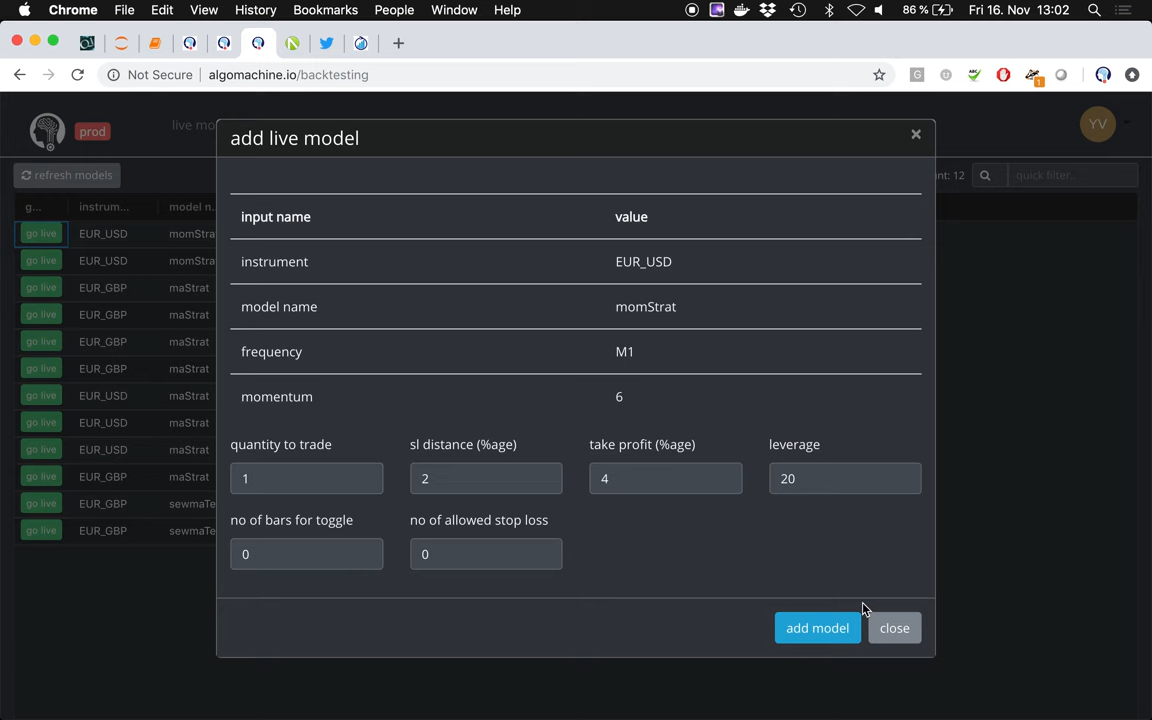 Chrome File Edit View History Bookmarks People Window Help 86 % Fri 16. Nov 13:02
Not Secure algomachine.io/backtesting
prod live mo YV
add live model ×
refresh models nt: 12 quick filter...
g... instrum... model n.
input name value
go live EUR_USD momStra
go live EUR_USD momStra
instrument EUR_USD
go live EUR_GBP maStrat
model name momStrat
go live EUR_GBP maStrat
go live EUR_GBP maStrat
frequency M1
go live EUR_GBP maStrat
go live EUR_USD maStrat
momentum 6
go live EUR_USD maStrat
go live EUR_USD maStrat
quantity to trade sl distance (%age) take profit (%age) leverage
go live EUR_GBP maStrat
1 2 4 20
go live EUR_GBP sewmaTe
no of bars for toggle no of allowed stop loss
go live EUR_GBP sewmaTe
0 0
add model close